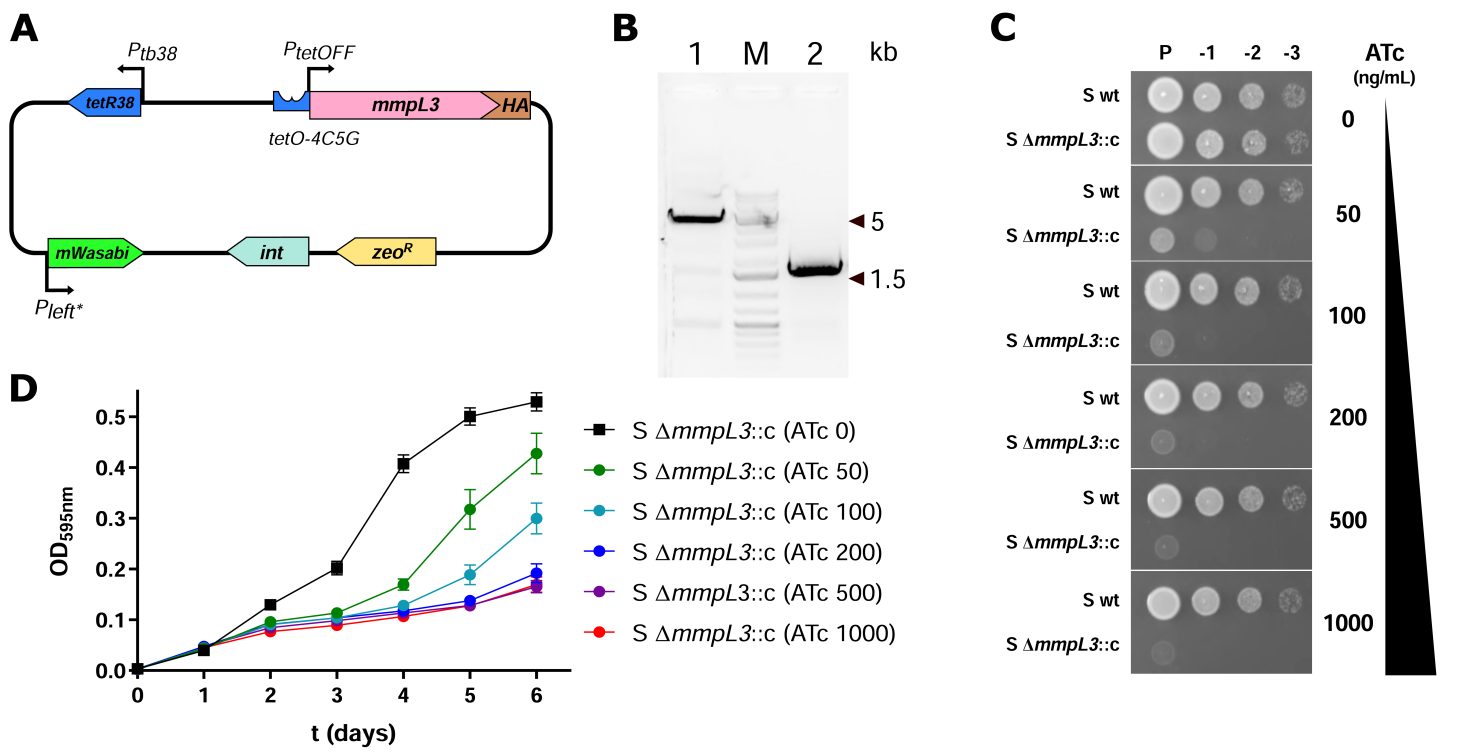 A
Ptb38
PtetOFF
tetR38
mmpL3
HA
tetO-4C5G
mWasabi
int
zeoR
Pleft*
B
1 M 2 kb
5
1.5
C
P -1 -2 -3 ATc
(ng/mL)
S wt
0
S ΔmmpL3::c
S wt
50
S ΔmmpL3::c
S wt
100
S ΔmmpL3::c
S wt
200
S ΔmmpL3::c
S wt
500
S ΔmmpL3::c
S wt
1000
S ΔmmpL3::c
D
OD595nm
0.5
0.4
0.3
0.2
0.1
0.0
0 1 2 3 4 5 6
t (days)
S ΔmmpL3::c (ATc 0)
S ΔmmpL3::c (ATc 50)
S ΔmmpL3::c (ATc 100)
S ΔmmpL3::c (ATc 200)
S ΔmmpL3::c (ATc 500)
S ΔmmpL3::c (ATc 1000)